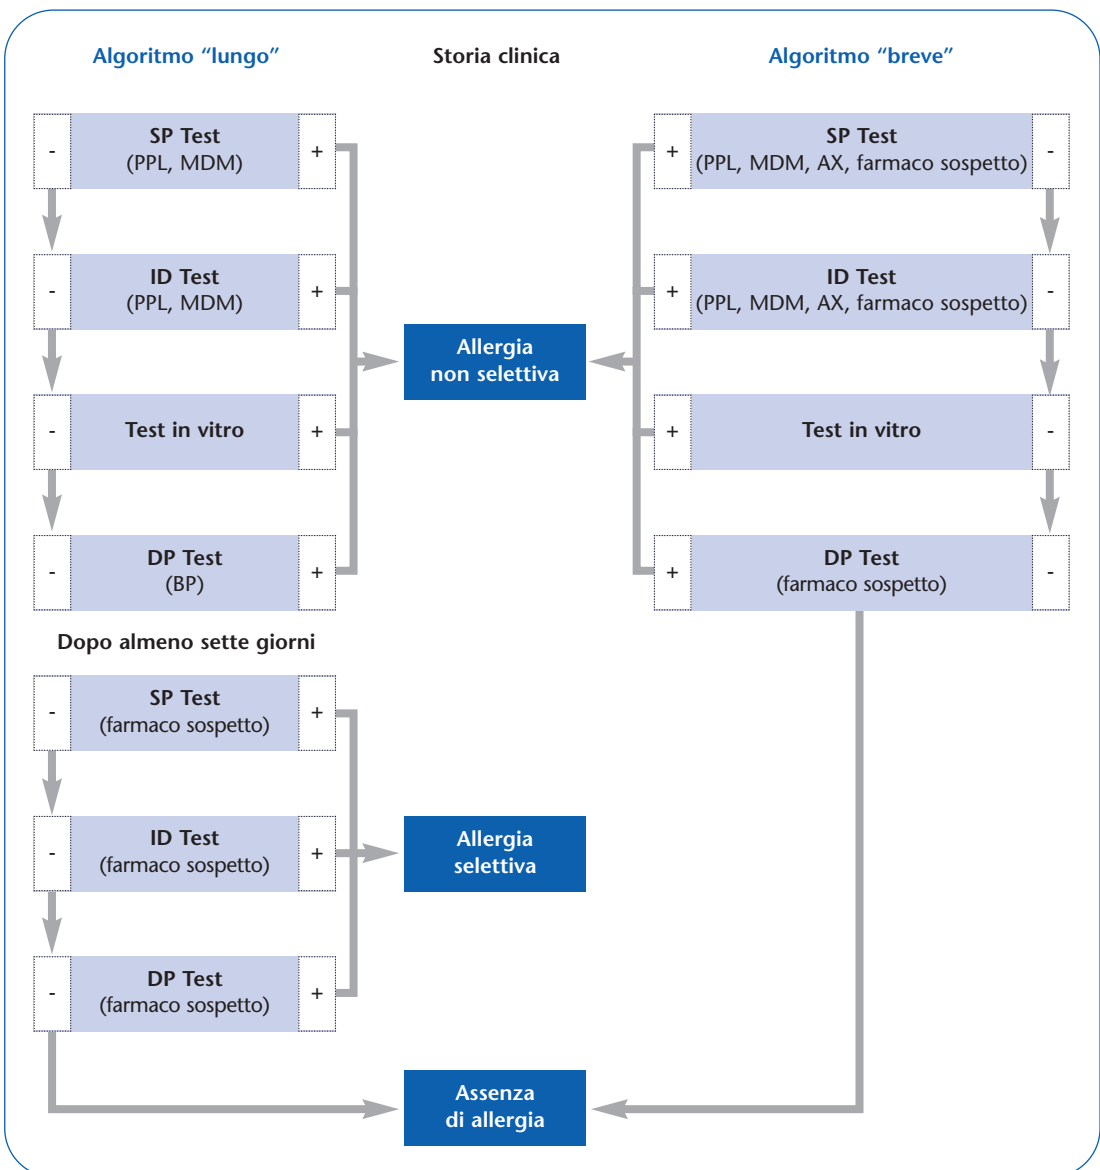 Algoritmo “lungo”
Storia clinica
Algoritmo “breve”
-
SP Test
(PPL, MDM)
+
+
SP Test
(PPL, MDM, AX, farmaco sospetto)
-
-
ID Test
(PPL, MDM)
+
+
ID Test
(PPL, MDM, AX, farmaco sospetto)
-
Allergia
non selettiva
-
Test in vitro
+
+
Test in vitro
-
-
DP Test
(BP)
+
+
DP Test
(farmaco sospetto)
-
Dopo almeno sette giorni
-
SP Test
(farmaco sospetto)
+
-
ID Test
(farmaco sospetto)
+
Allergia
selettiva
-
DP Test
(farmaco sospetto)
+
Assenza
di allergia